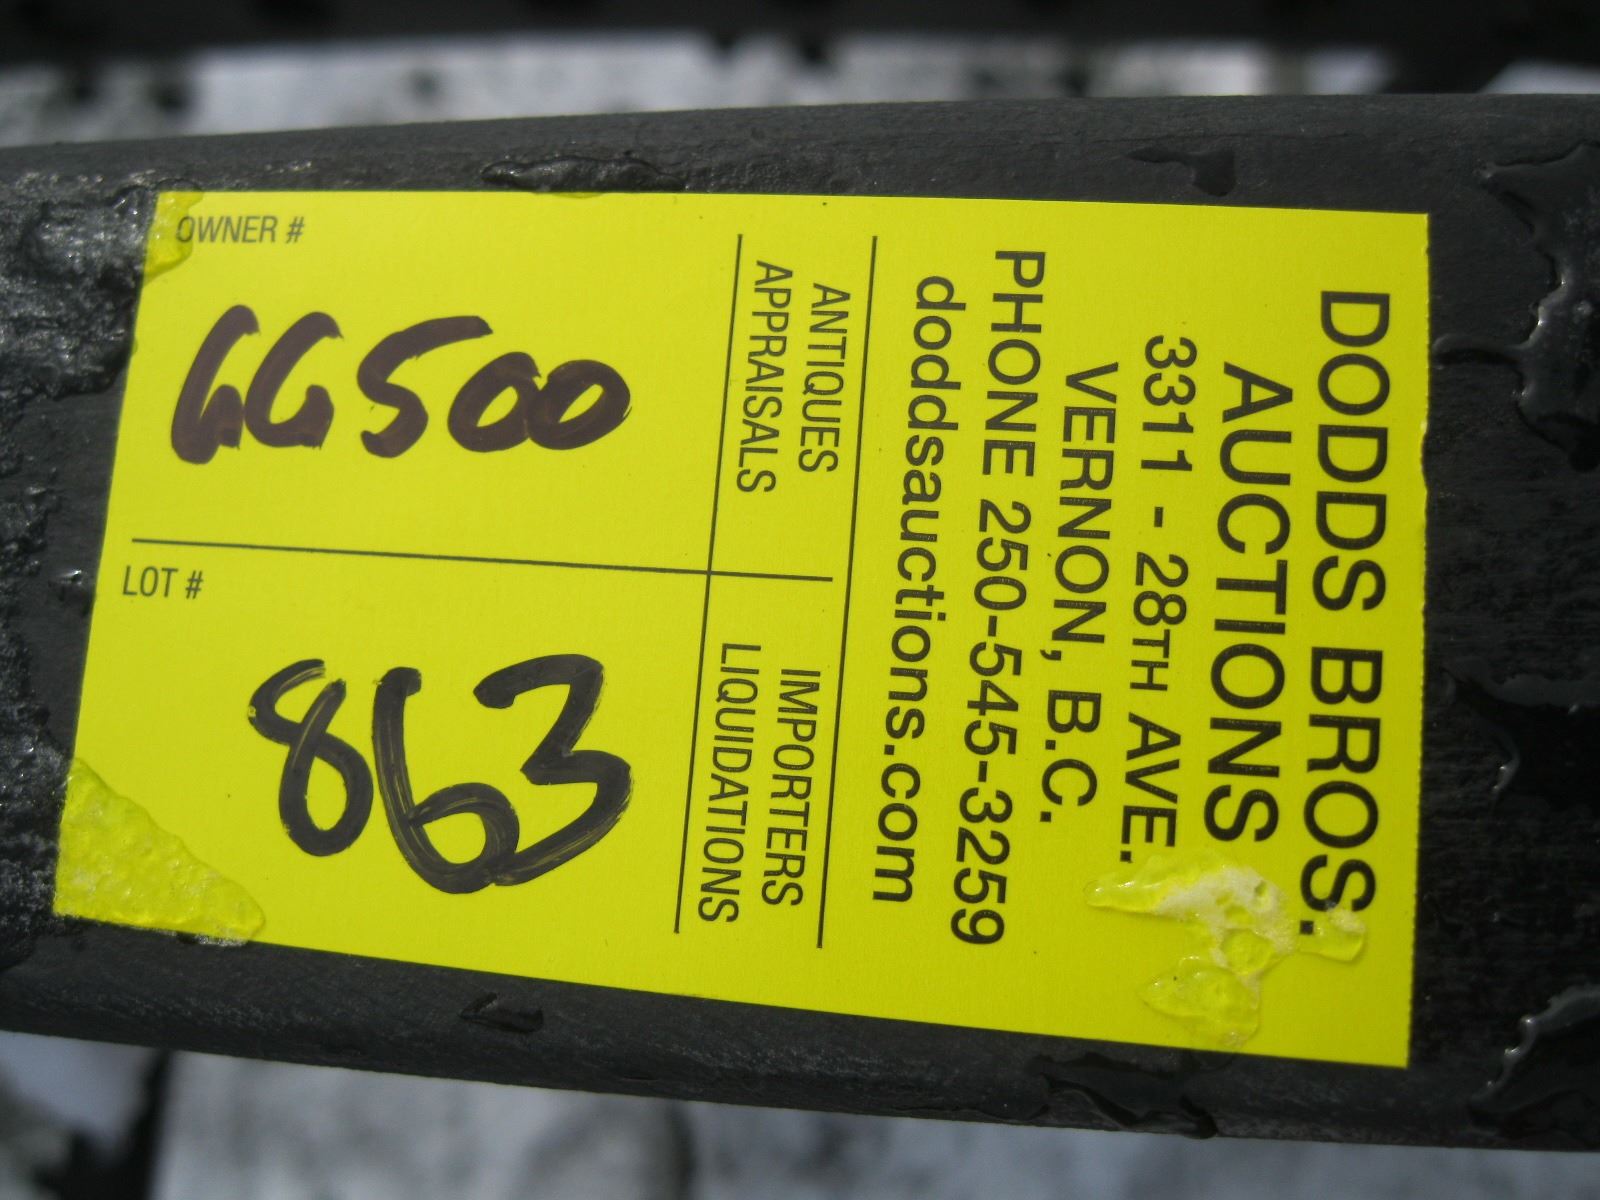 DODDS BROS.
AUCTIONS
3311 - 28TH AVE.
VERNON, B.C.
PHONE 250-545-3259
doddsauctions.com
ANTIQUES
APPRAISALS
IMPORTERS
LIQUIDATIONS
OWNER #
GG500
LOT #
863